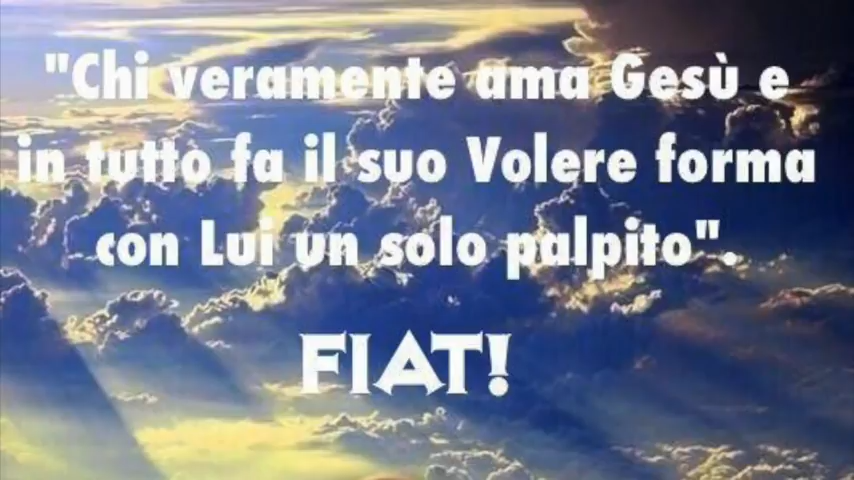 "Chi veramente ama Gesù e
in tutto fa il suo Volere forma
con Lui un solo palpito".
FIAT!